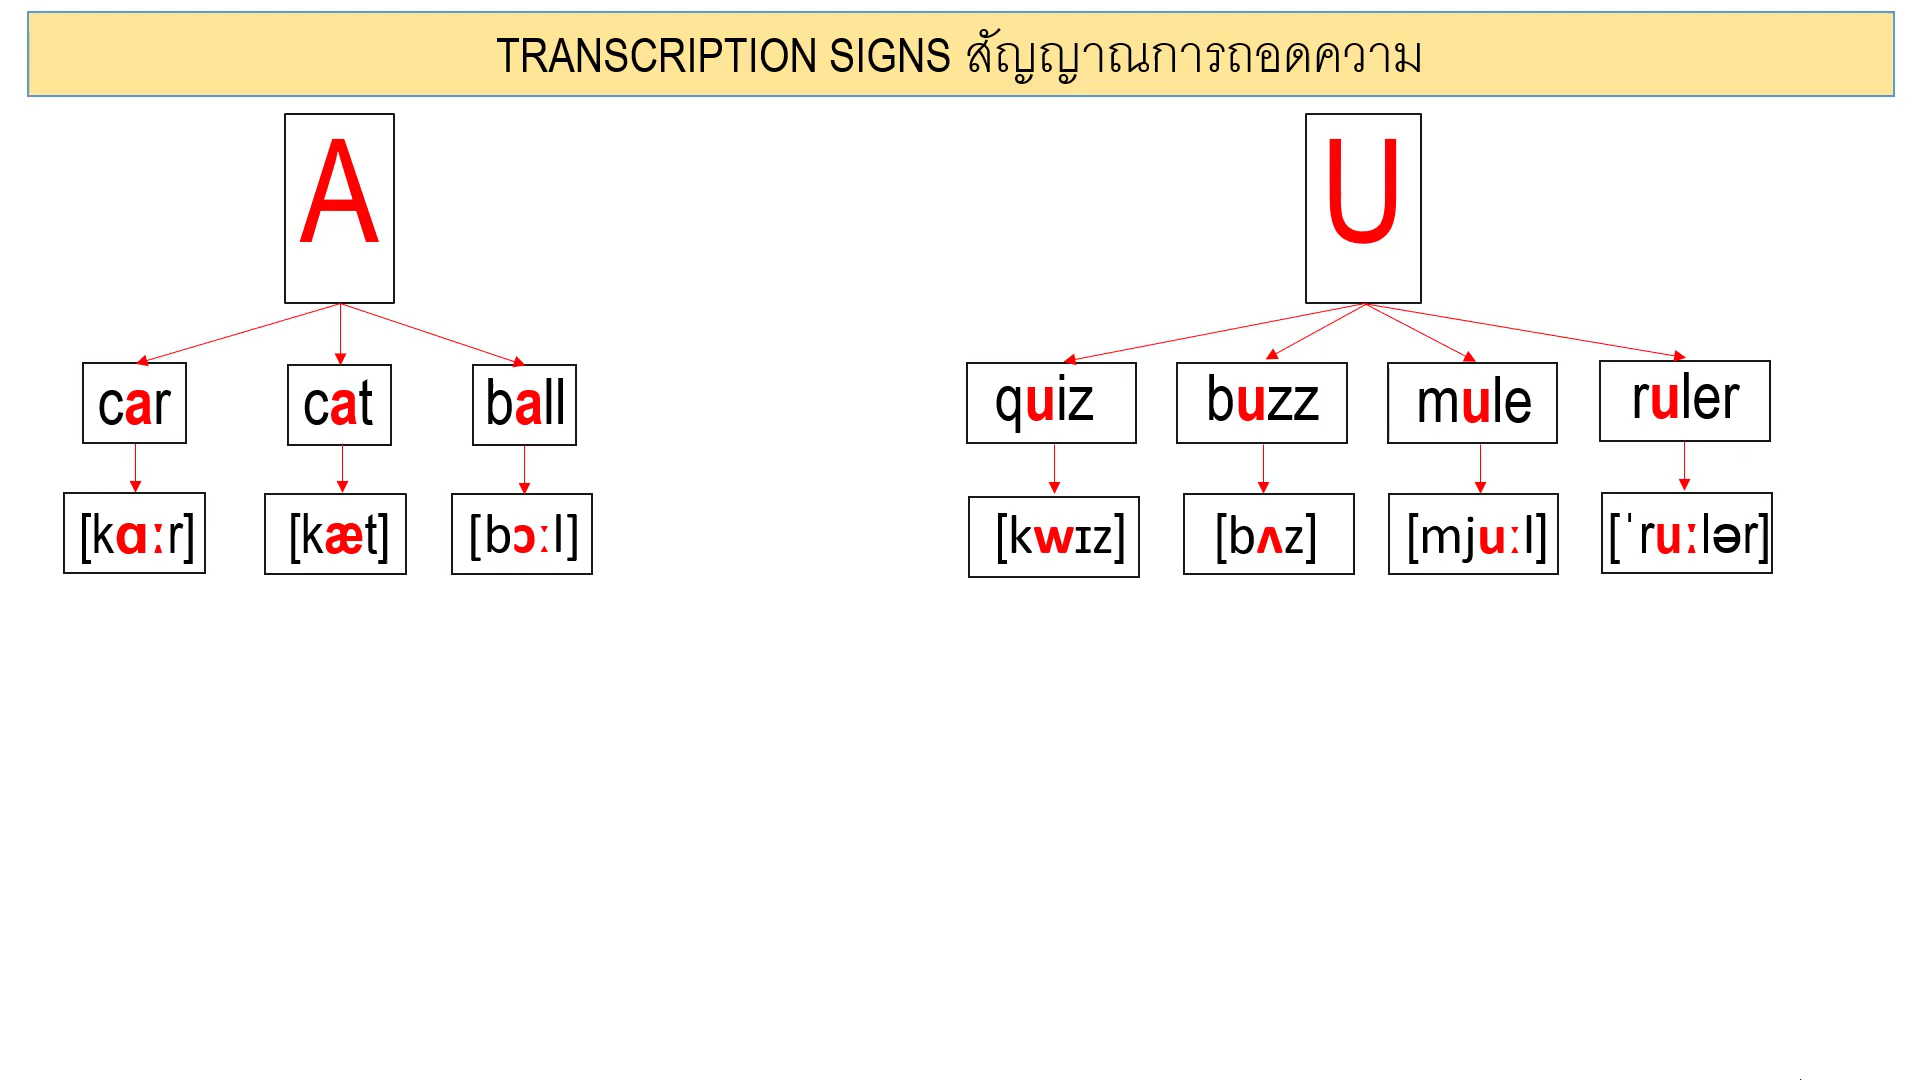 TRANSCRIPTION SIGNS สัญญาณการถอดความ
A
U
car
cat
ball
quiz
buzz
mule
ruler
[kɑːr]
[kæt]
[bɔːl]
[kwɪz]
[bʌz]
[mjuːl]
[ˈruːlər]